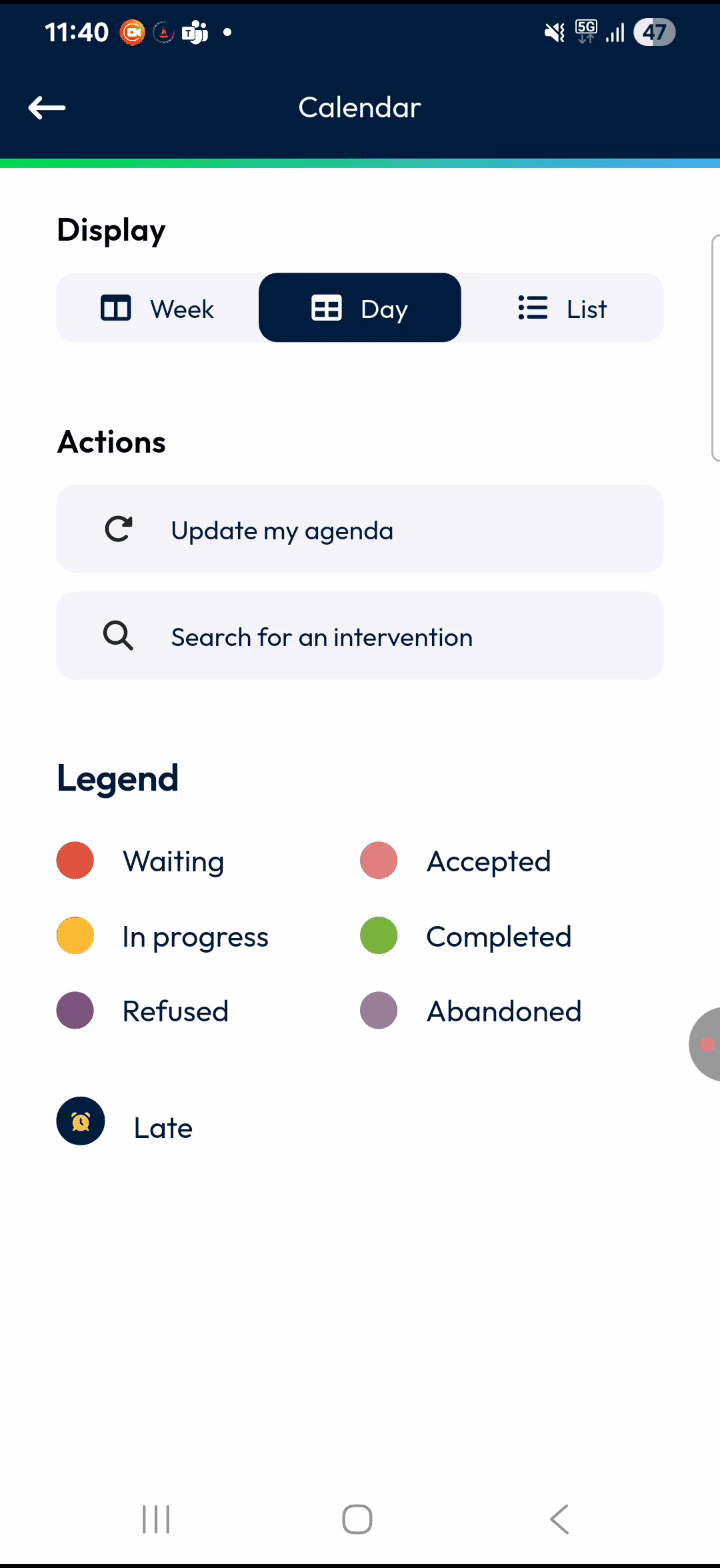 11:40
5G
47
Calendar
Display
Week
Day
List
Actions
Update my agenda
Search for an intervention
Legend
Waiting
Accepted
In progress
Completed
Refused
Abandoned
Late